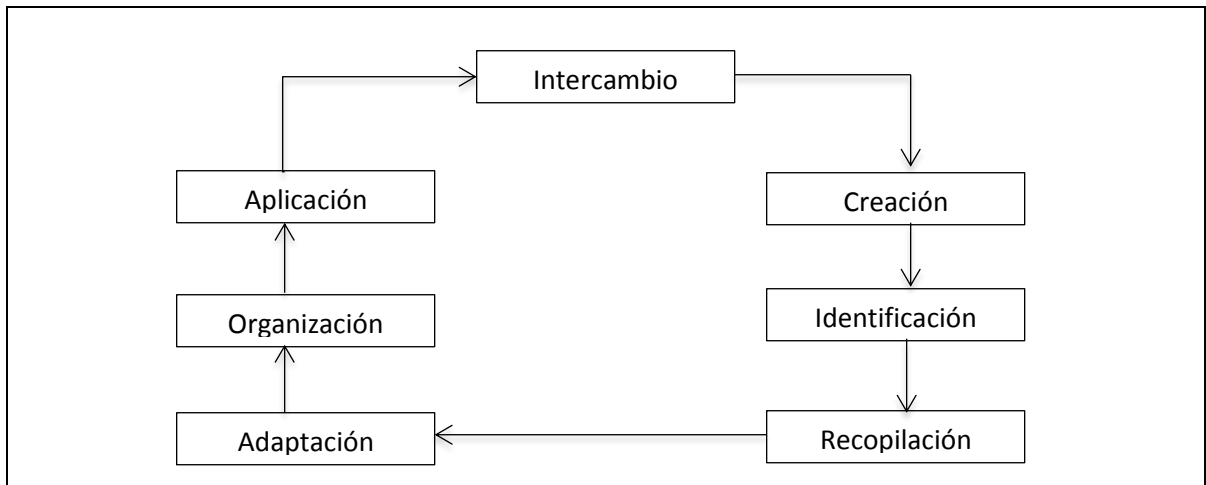 Intercambio
Aplicación
Creación
Organización
Identificación
Adaptación
Recopilación